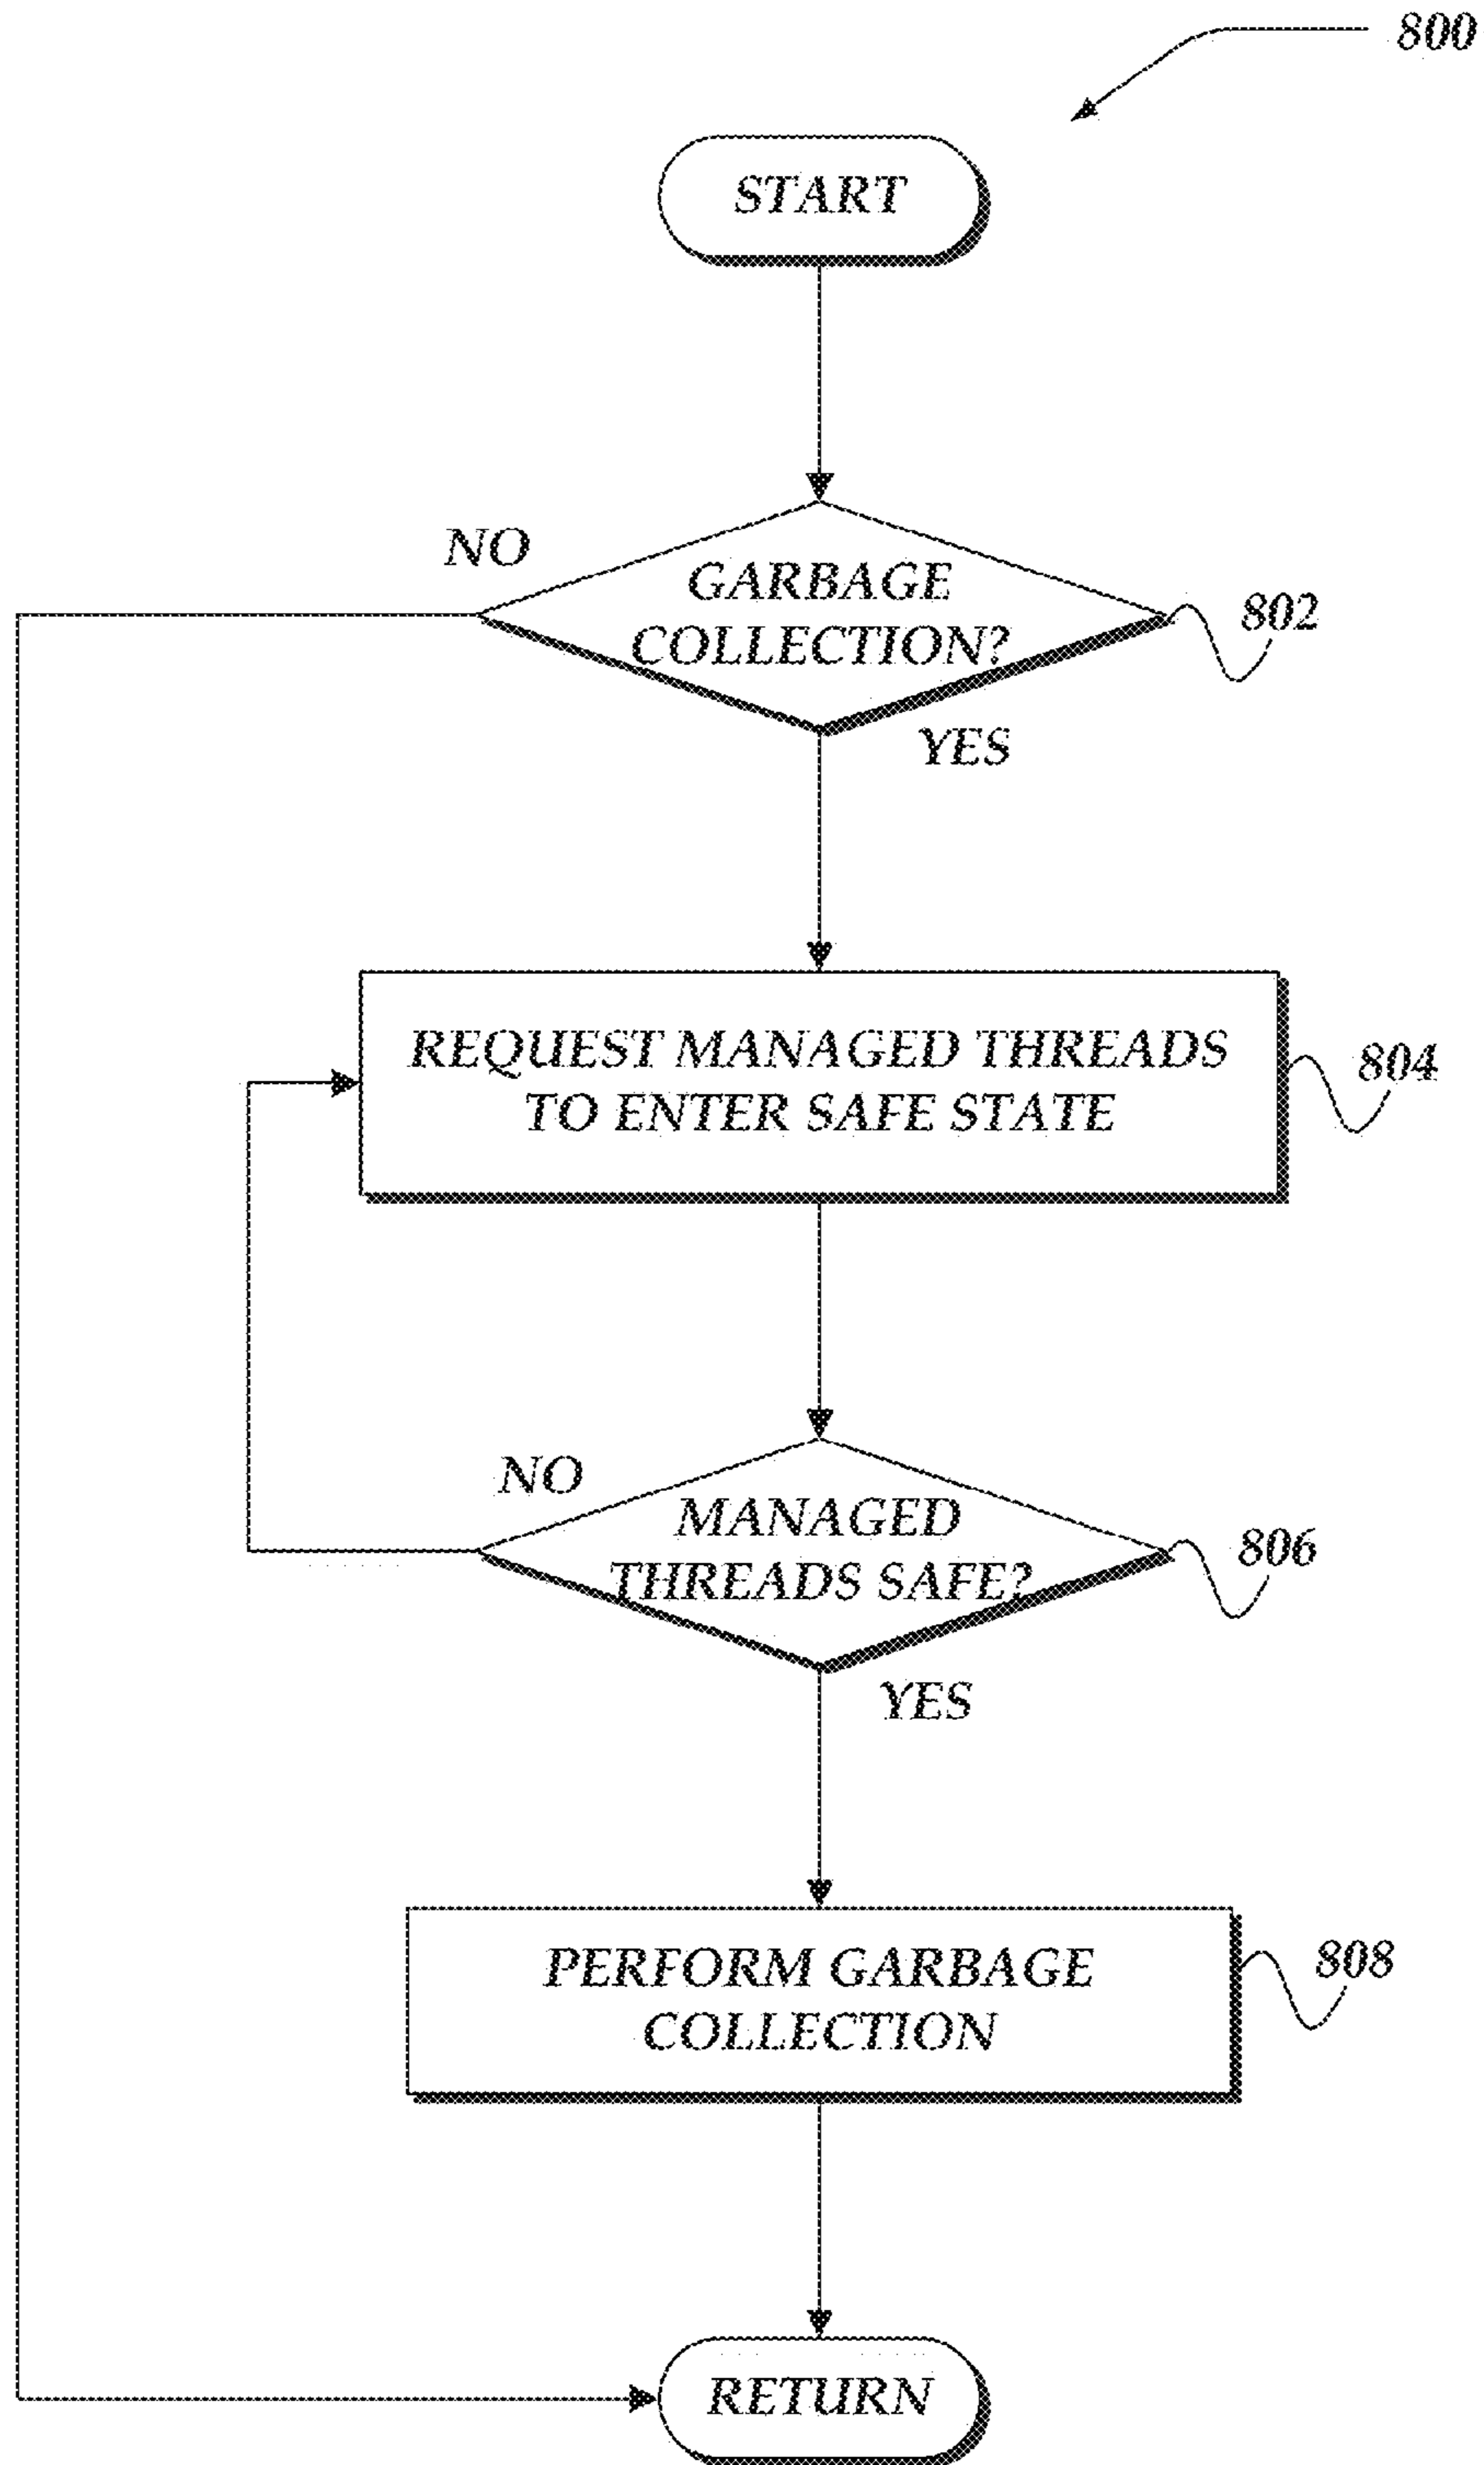 800
START
NO
GARBAGE
COLLECTION?
802
YES
REQUEST MANAGED THREADS
TO ENTER SAFE STATE
804
NO
MANAGED
THREADS SAFE?
806
YES
PERFORM GARBAGE
COLLECTION
808
RETURN